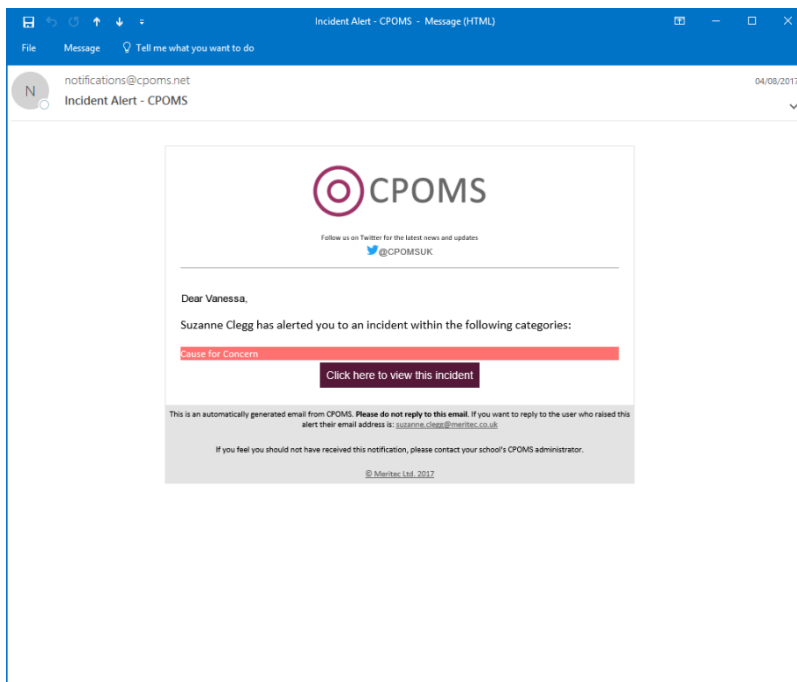 Incident Alert - CPOMS - Message (HTML)
File Message Tell me what you want to do
N
notifications@cpoms.net
04/08/2017
Incident Alert - CPOMS
CPOMS
Follow us on Twitter for the latest news and updates
@CPOMSUK
Dear Vanessa,
Suzanne Clegg has alerted you to an incident within the following categories:
Cause for Concern
Click here to view this incident
This is an automatically generated email from CPOMS. Please do not reply to this email. If you want to reply to the user who raised this
alert their email address is: suzanne.clegg@meritec.co.uk
If you feel you should not have received this notification, please contact your school's CPOMS administrator.
© Meritec Ltd. 2017